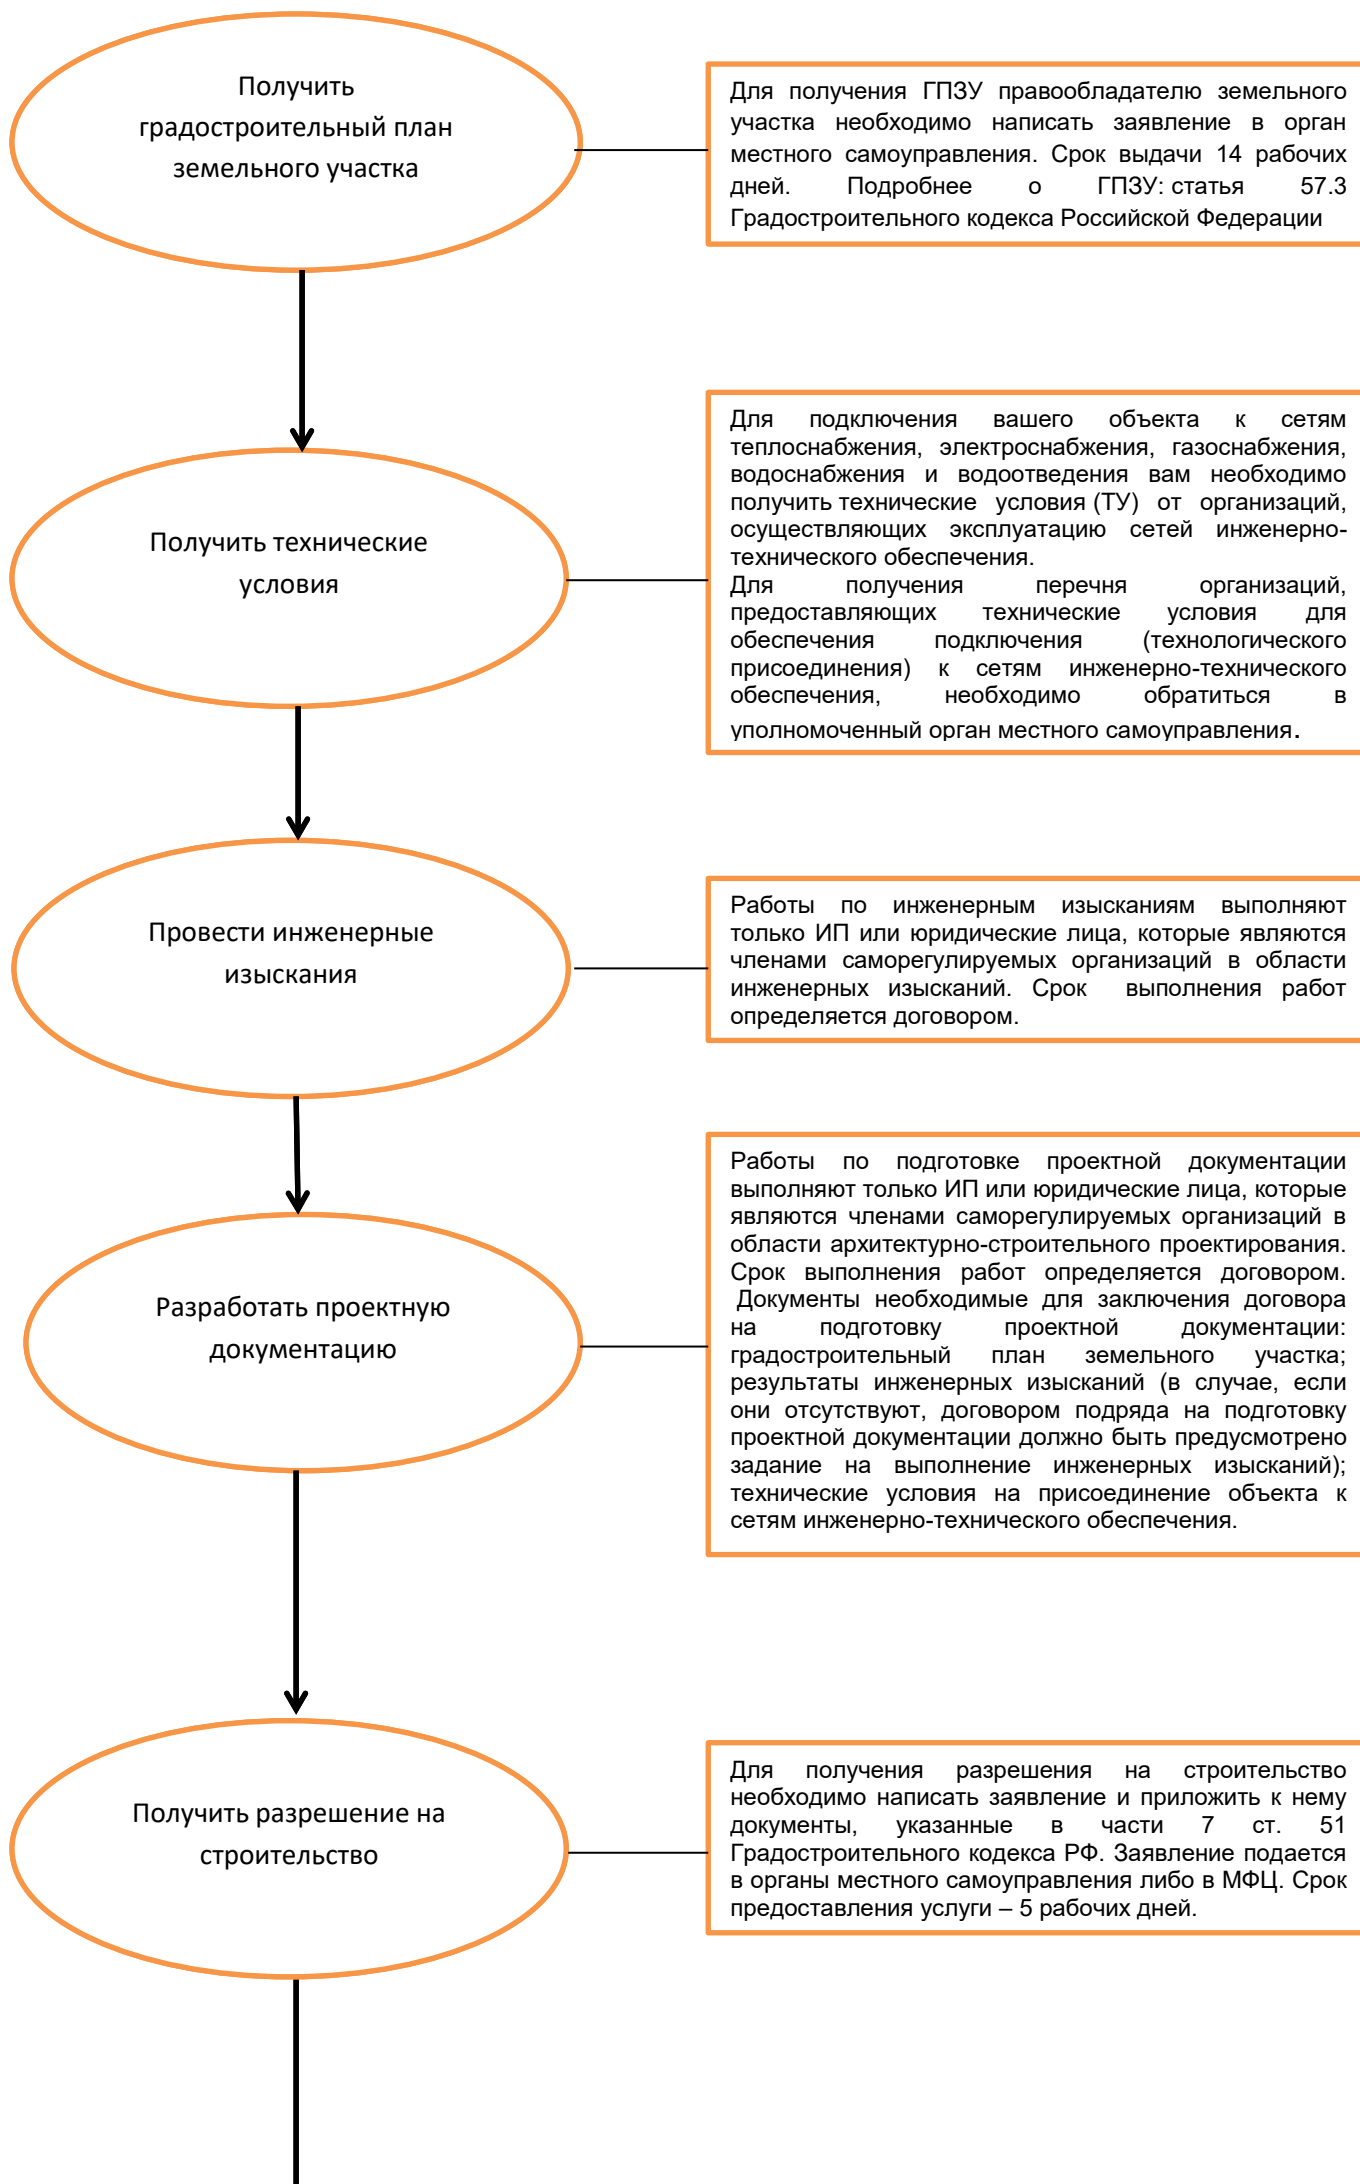 Получить
градостроительный план
земельного участка
Для получения ГПЗУ правообладателю земельного
участка необходимо написать заявление в орган
местного самоуправления. Срок выдачи 14 рабочих
дней. Подробнее о ГПЗУ: статья 57.3
Градостроительного кодекса Российской Федерации
Получить технические
условия
Для подключения вашего объекта к сетям
теплоснабжения, электроснабжения, газоснабжения,
водоснабжения и водоотведения вам необходимо
получить технические условия (ТУ) от организаций,
осуществляющих эксплуатацию сетей инженерно-
технического обеспечения.
Для получения перечня организаций,
предоставляющих технические условия для
обеспечения подключения (технологического
присоединения) к сетям инженерно-технического
обеспечения, необходимо обратиться в
уполномоченный орган местного самоуправления.
Провести инженерные
изыскания
Работы по инженерным изысканиям выполняют
только ИП или юридические лица, которые являются
членами саморегулируемых организаций в области
инженерных изысканий. Срок выполнения работ
определяется договором.
Разработать проектную
документацию
Работы по подготовке проектной документации
выполняют только ИП или юридические лица, которые
являются членами саморегулируемых организаций в
области архитектурно-строительного проектирования.
Срок выполнения работ определяется договором.
Документы необходимые для заключения договора
на подготовку проектной документации:
градостроительный план земельного участка;
результаты инженерных изысканий (в случае, если
они отсутствуют, договором подряда на подготовку
проектной документации должно быть предусмотрено
задание на выполнение инженерных изысканий);
технические условия на присоединение объекта к
сетям инженерно-технического обеспечения.
Получить разрешение на
строительство
Для получения разрешения на строительство
необходимо написать заявление и приложить к нему
документы, указанные в части 7 ст. 51
Градостроительного кодекса РФ. Заявление подается
в органы местного самоуправления либо в МФЦ. Срок
предоставления услуги – 5 рабочих дней.